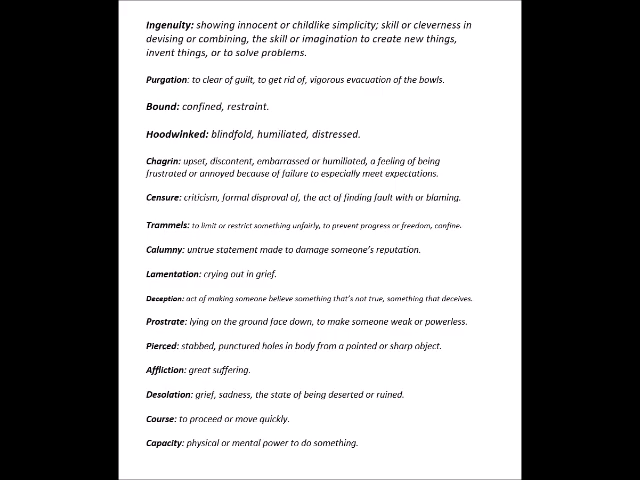 Ingenuity: showing innocent or childlike simplicity; skill or cleverness in
devising or combining, the skill or imagination to create new things,
invent things, or to solve problems.
Purgation: to clear of guilt, to get rid of, vigorous evacuation of the bowls.
Bound: confined, restraint.
Hoodwinked: blindfold, humiliated, distressed.
Chagrin: upset, discontent, embarrassed or humiliated, a feeling of being
frustrated or annoyed because of failure to especially meet expectations.
Censure: criticism, formal disproval of, the act of finding fault with or blaming.
Trammels: to limit or restrict something unfairly, to prevent progress or freedom, confine.
Calumny: untrue statement made to damage someone's reputation.
Lamentation: crying out in grief.
Deception: act of making someone believe something that's not true, something that deceives.
Prostrate: lying on the ground face down, to make someone weak or powerless.
Pierced: stabbed, punctured holes in body from a pointed or sharp object.
Affliction: great suffering.
Desolation: grief, sadness, the state of being deserted or ruined.
Course: to proceed or move quickly.
Capacity: physical or mental power to do something.